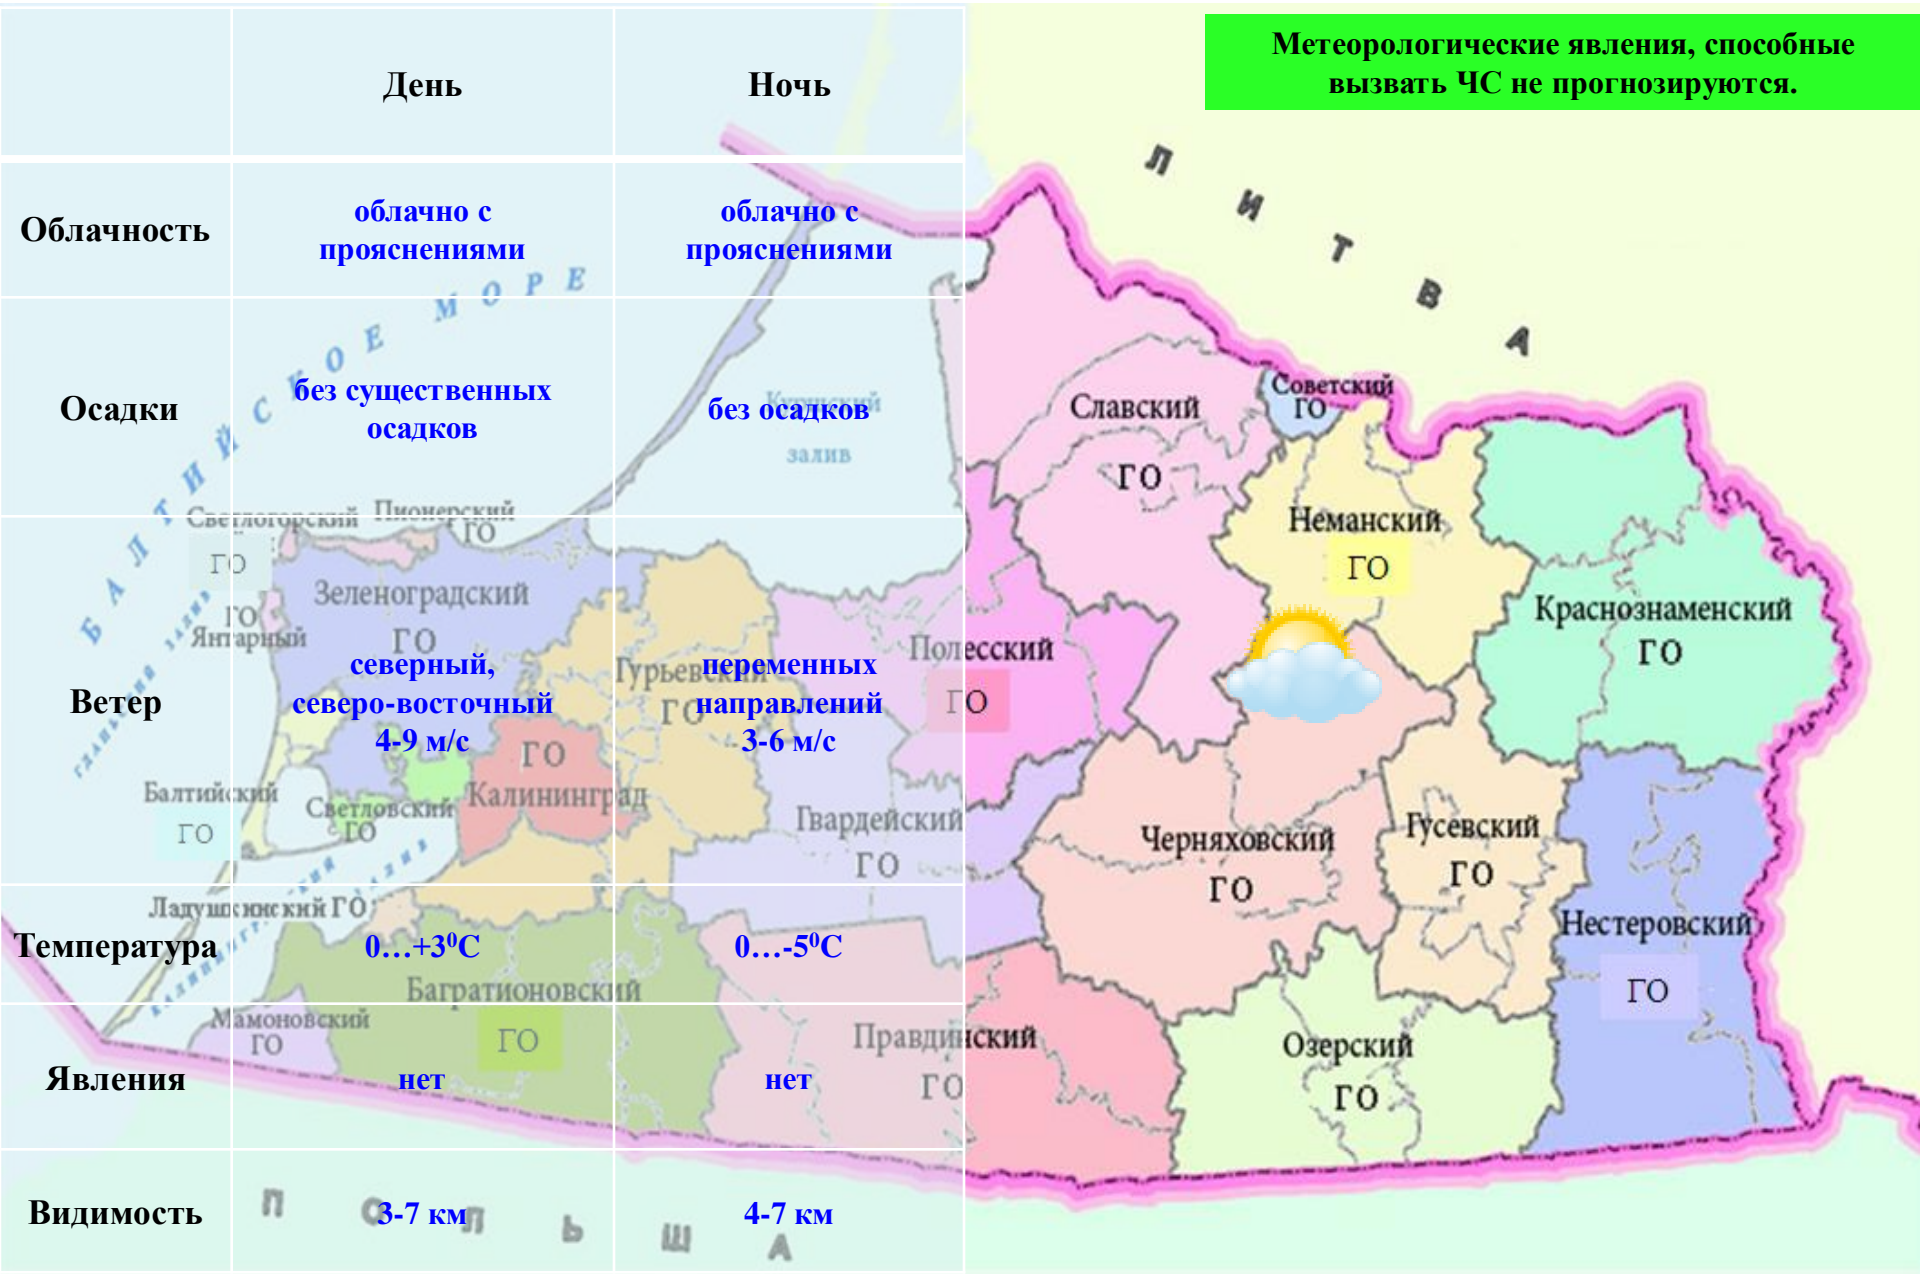 День
Ночь
Метеорологические явления, способные
вызвать ЧС не прогнозируются.
Облачность
облачно с
прояснениями
облачно с
прояснениями
Осадки
без существенных
осадков
без осадков
Ветер
северный,
северо-восточный
4-9 м/с
переменных
направлений
3-6 м/с
Температура
0…+3⁰С
0…-5⁰С
Явления
нет
нет
Видимость
3-7 км
4-7 км
ЛИТВА
БАЛТИЙСКОЕ МОРЕ
Куршский
залив
Светлогорский
ГО
Пионерский
ГО
ГО
Янтарный
Зеленоградский
ГО
Гурьевский
ГО
Полесский
ГО
Славский
ГО
Советский
ГО
Неманский
ГО
Краснознаменский
ГО
Балтийский
ГО
Светловский
ГО
ГО
Калининград
Гвардейский
ГО
Черняховский
ГО
Гусевский
ГО
Нестеровский
ГО
Ладушкинский ГО
Мамоновский
ГО
Багратионовский
ГО
Правдинский
ГО
Озерский
ГО
ПОЛЬША